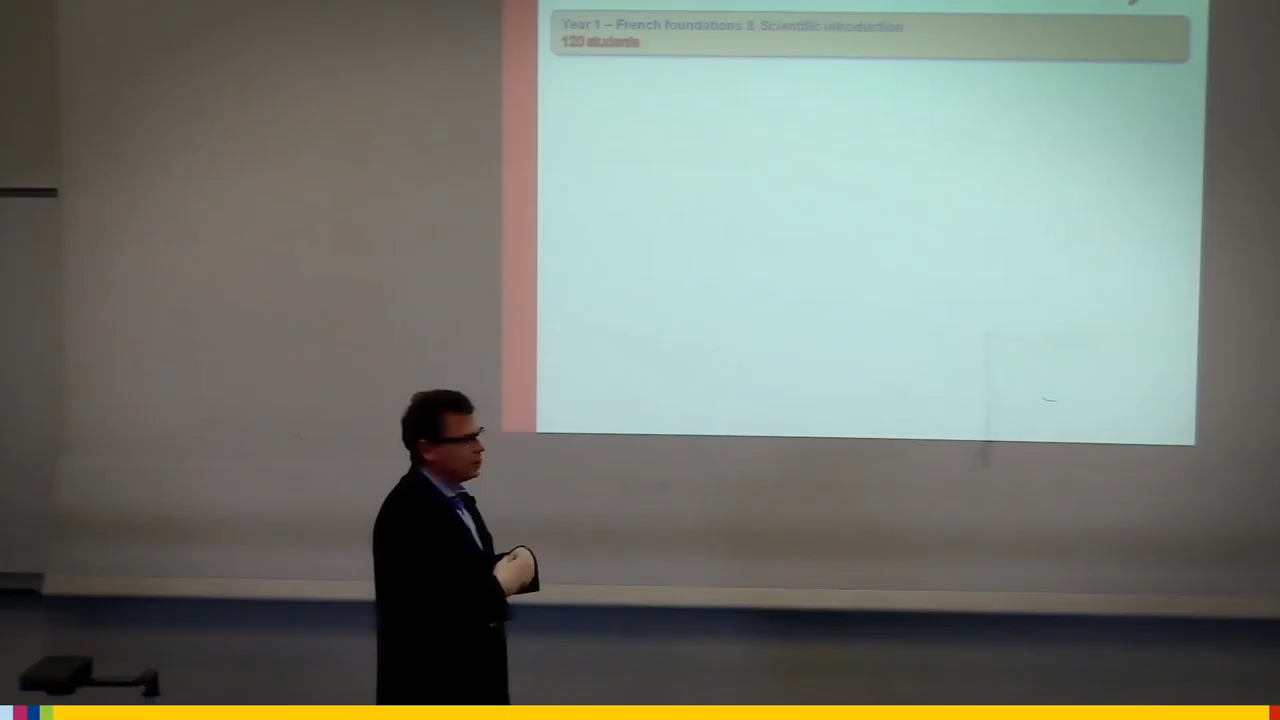 Year 1 – French foundations & Scientific introduction
120 students